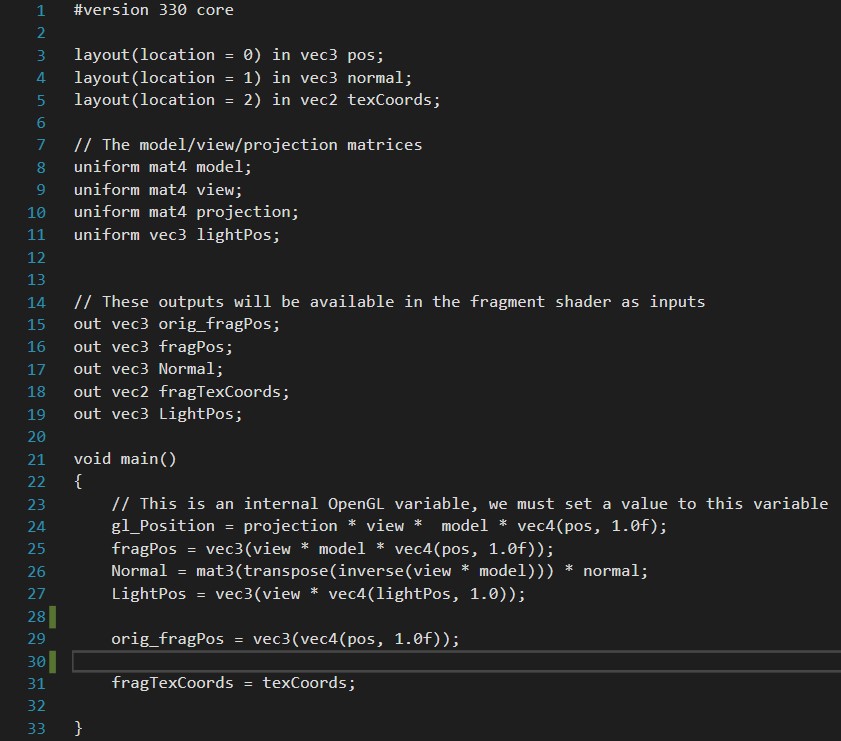 1 #version 330 core
2
3 layout(location = 0) in vec3 pos;
4 layout(location = 1) in vec3 normal;
5 layout(location = 2) in vec2 texCoords;
6
7 // The model/view/projection matrices
8 uniform mat4 model;
9 uniform mat4 view;
10 uniform mat4 projection;
11 uniform vec3 lightPos;
12
13
14 // These outputs will be available in the fragment shader as inputs
15 out vec3 orig_fragPos;
16 out vec3 fragPos;
17 out vec3 Normal;
18 out vec2 fragTexCoords;
19 out vec3 LightPos;
20
21 void main()
22 {
23     // This is an internal OpenGL variable, we must set a value to this variable
24     gl_Position = projection * view *  model * vec4(pos, 1.0f);
25     fragPos = vec3(view * model * vec4(pos, 1.0f));
26     Normal = mat3(transpose(inverse(view * model))) * normal;
27     LightPos = vec3(view * vec4(lightPos, 1.0));
28
29     orig_fragPos = vec3(vec4(pos, 1.0f));
30
31     fragTexCoords = texCoords;
32
33 }